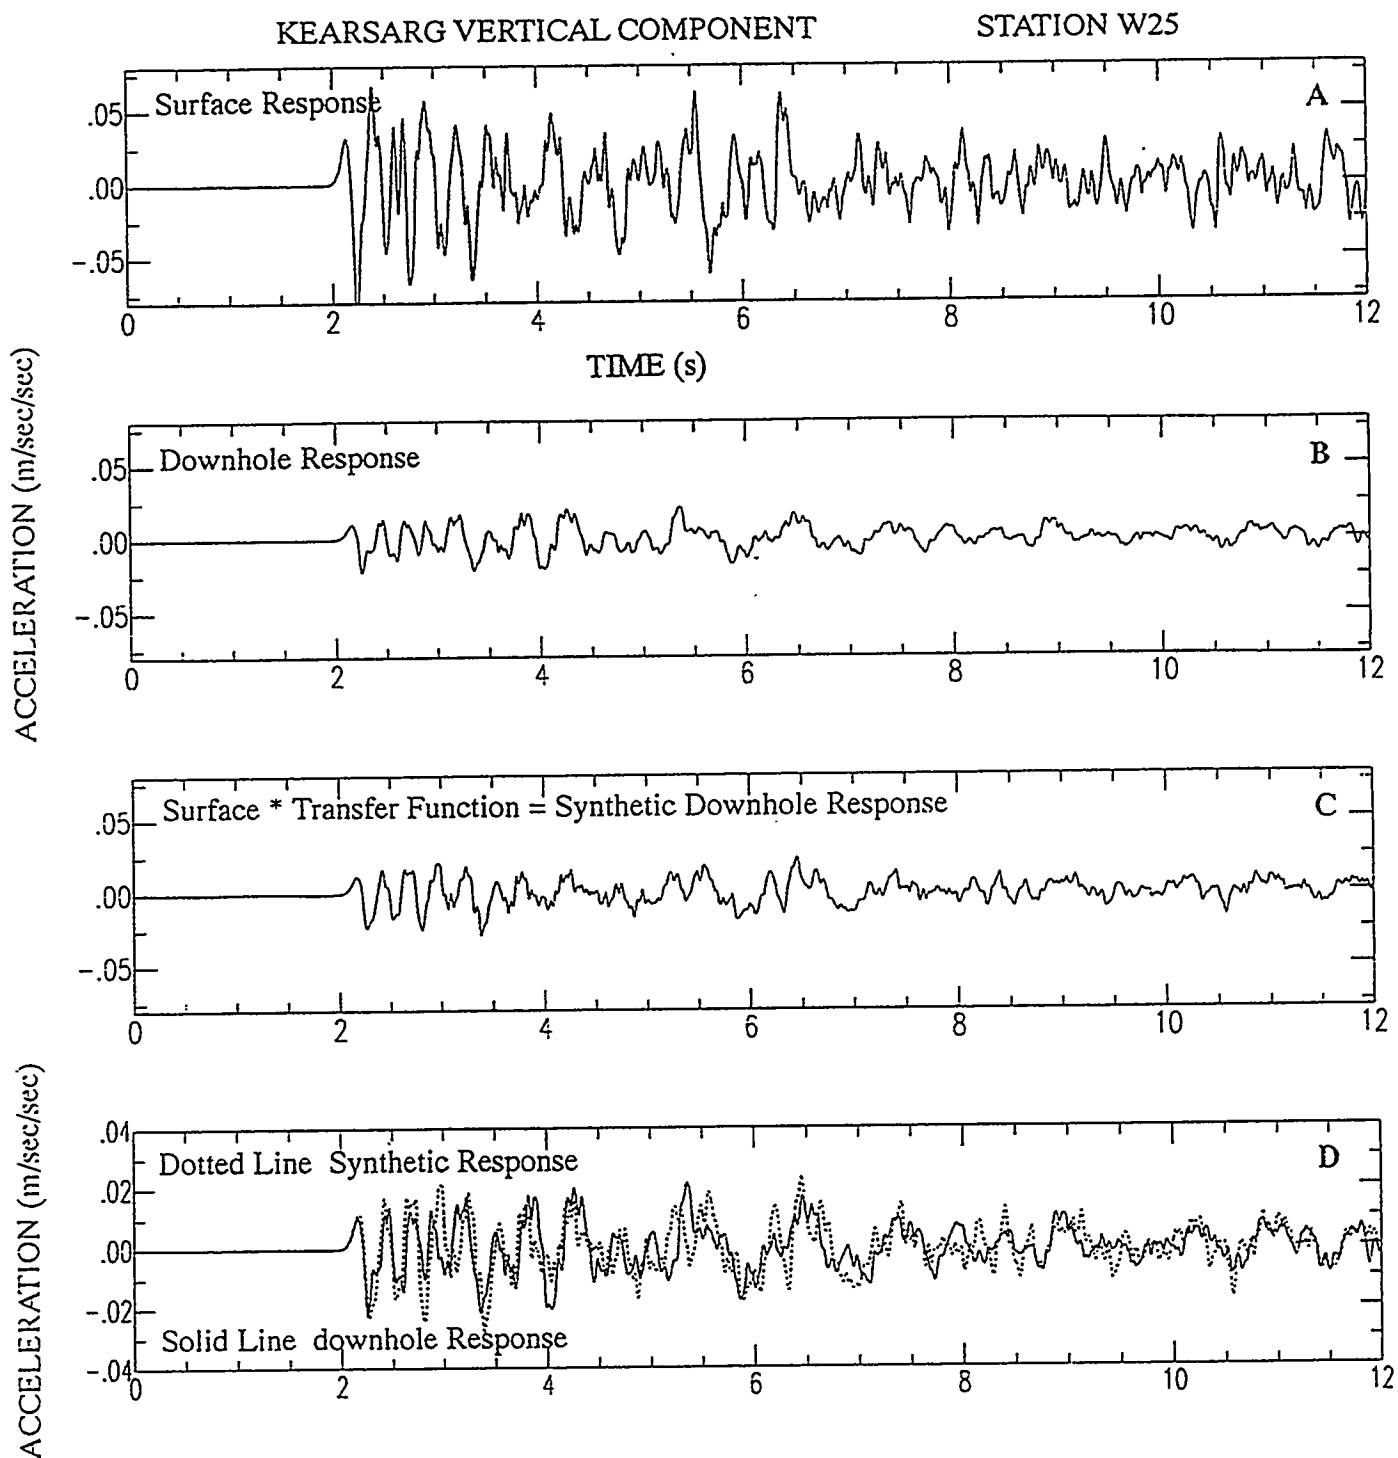 KEARSARG VERTICAL COMPONENT STATION W25
Surface Response A
.05
.00
-.05
0 2 4 6 8 10 12
TIME (s)
ACCELERATION (m/sec/sec)
Downhole Response B
.05
.00
-.05
0 2 4 6 8 10 12
Surface * Transfer Function = Synthetic Downhole Response C
.05
.00
-.05
0 2 4 6 8 10 12
ACCELERATION (m/sec/sec)
.04
Dotted Line Synthetic Response D
.02
.00
-.02
Solid Line downhole Response
-.04
0 2 4 6 8 10 12